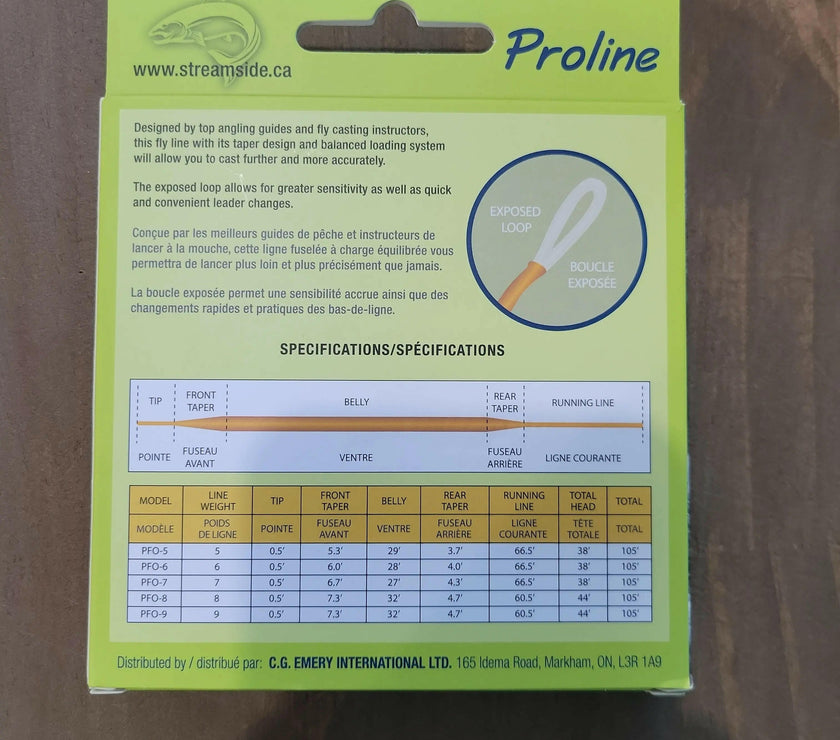 www.streamside.ca
Proline
Designed by top angling guides and fly casting instructors,
this fly line with its taper design and balanced loading system
will allow you to cast further and more accurately.
The exposed loop allows for greater sensitivity as well as quick
and convenient leader changes.
Conçue par les meilleurs guides de pêche et instructeurs de
lancer à la mouche, cette ligne fuselée à charge équilibrée vous
permettra de lancer plus loin et plus précisément que jamais.
La boucle exposée permet une sensibilité accrue ainsi que des
changements rapides et pratiques des bas-de-ligne.
EXPOSED
LOOP
BOUCLE
EXPOSÉE
SPECIFICATIONS/SPÉCIFICATIONS
TIP
FRONT
TAPER
BELLY
REAR
TAPER
RUNNING LINE
POINTE
FUSEAU
AVANT
VENTRE
FUSEAU
ARRIÈRE
LIGNE COURANTE
MODEL LINE WEIGHT TIP FRONT TAPER BELLY REAR TAPER RUNNING LINE TOTAL HEAD TOTAL
MODÈLE POIDS DE LIGNE POINTE FUSEAU AVANT VENTRE FUSEAU ARRIÈRE LIGNE COURANTE TÊTE TOTALE TOTAL
PFO-5 5 0.5' 5.3' 29' 3.7' 66.5' 38' 105'
PFO-6 6 0.5' 6.0' 28' 4.0' 66.5' 38' 105'
PFO-7 7 0.5' 6.7' 27' 4.3' 66.5' 38' 105'
PFO-8 8 0.5' 7.3' 32' 4.7' 60.5' 44' 105'
PFO-9 9 0.5' 7.3' 32' 4.7' 60.5' 44' 105'
Distributed by / distribué par: C.G. EMERY INTERNATIONAL LTD. 165 Idema Road, Markham, ON, L3R 1A9